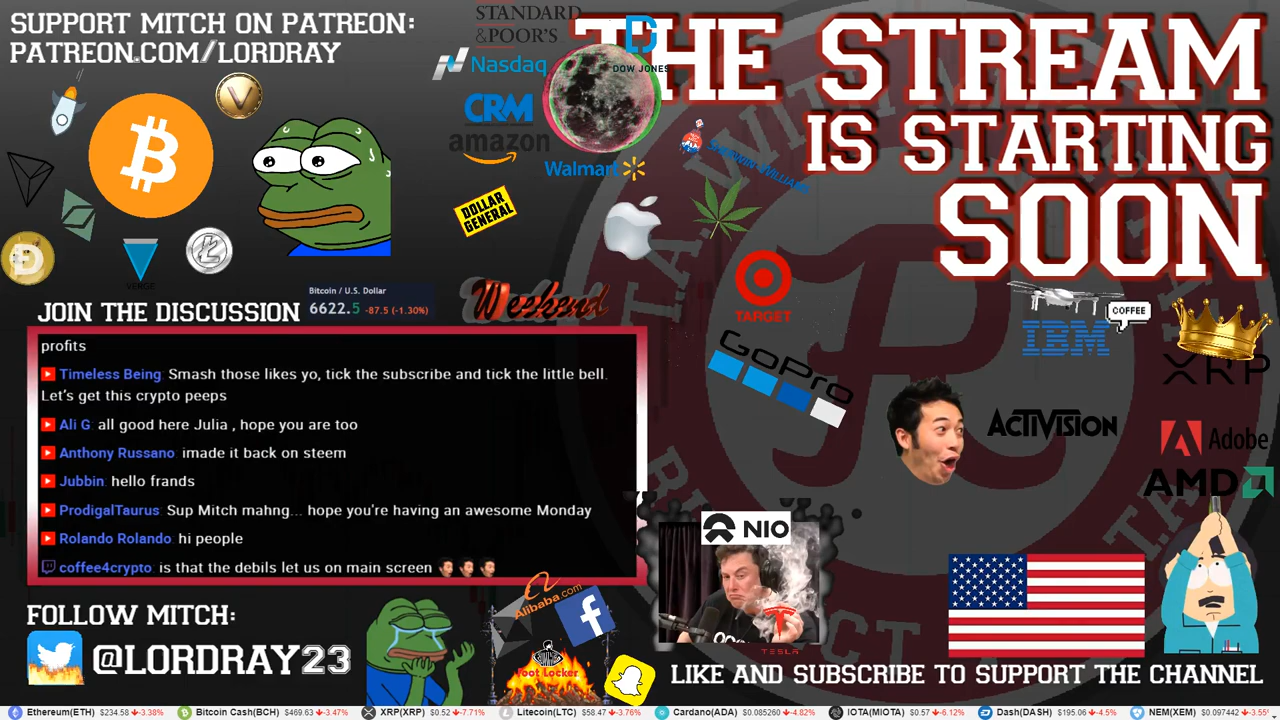 SUPPORT MITCH ON PATREON:
PATREON.COM/LORDRAY
STANDARD
&POOR'S
Nasdaq
DOW JONES
CRM
amazon
Walmart
SHERWIN-WILLIAMS
DOLLAR
GENERAL
VERGE
THE STREAM
IS STARTING
SOON
TARGET
GoPro
COFFEE
IBM
XRP
ACTIVISION
Adobe
AMD
JOIN THE DISCUSSION
Bitcoin / U.S. Dollar
6622.5 -87.5 (-1.30%)
Weekend
profits
Timeless Being: Smash those likes yo, tick the subscribe and tick the little bell.
Let's get this crypto peeps
Ali G: all good here Julia , hope you are too
Anthony Russano: imade it back on steem
Jubbin: hello frands
ProdigalTaurus: Sup Mitch mahng... hope you're having an awesome Monday
Rolando Rolando: hi people
coffee4crypto: is that the debils let us on main screen
NIO
TESLA
Alibaba.com
Foot Locker
FOLLOW MITCH:
@LORDRAY23
LIKE AND SUBSCRIBE TO SUPPORT THE CHANNEL
Ethereum(ETH) $234.58 -3.38% Bitcoin Cash(BCH) $469.63 -3.47% XRP(XRP) $0.52 -7.71% Litecoin(LTC) $58.47 -3.76% Cardano(ADA) $0.085260 -4.82% IOTA(MIOTA) $0.57 -6.12% Dash(DASH) $195.06 -4.5% NEM(XEM) $0.097442 -3.55%